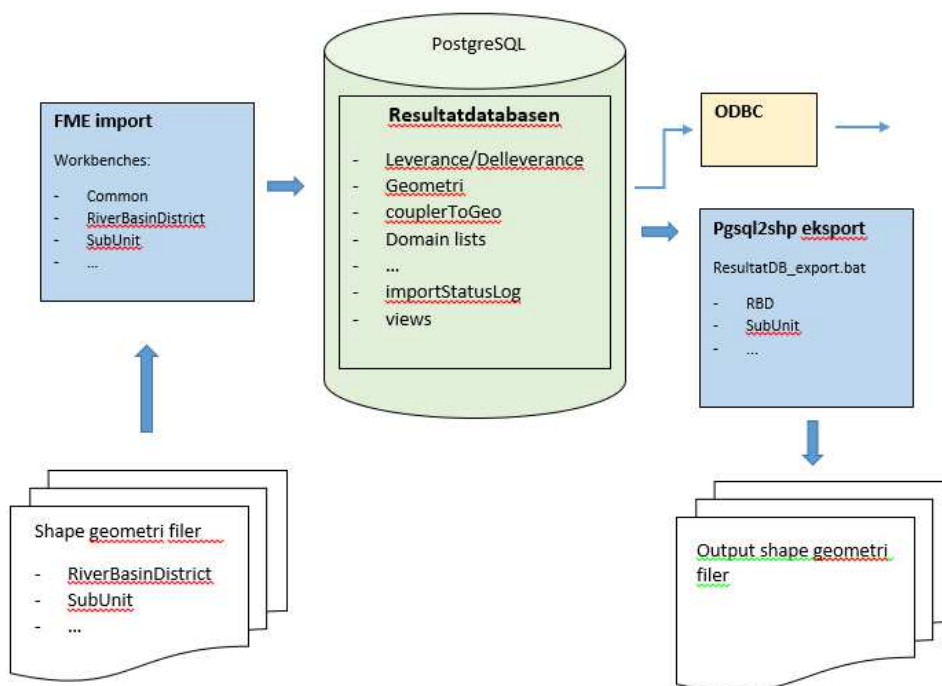 PostgreSQL
FME import
Workbenches:
- Common
- RiverBasinDistrict
- SubUnit
- ...
Resultatdatabasen
- Leverance/Delleverance
- Geometri
- couplerToGeo
- Domain lists
- ...
- importStatusLog
- views
ODBC
Pgsql2shp eksport
ResultatDB_export.bat
- RBD
- SubUnit
- ...
Shape geometri filer
- RiverBasinDistrict
- SubUnit
- ...
Output shape geometri
filer